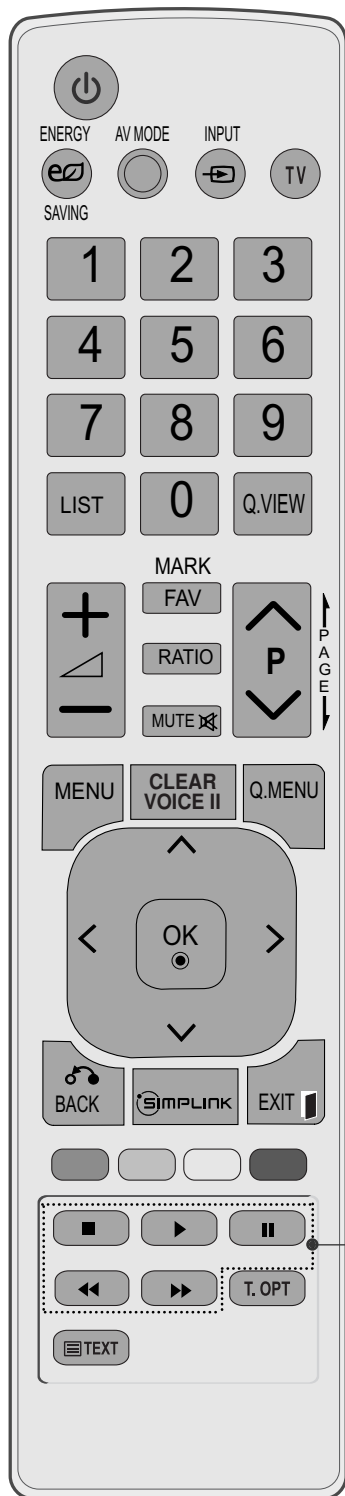 ENERGY AV MODE INPUT
eco TV
SAVING
1 2 3
4 5 6
7 8 9
LIST 0 Q.VIEW
MARK
FAV
RATIO P
PAGE
MUTE
MENU CLEAR VOICE II Q.MENU
OK
BACK SIMPLINK EXIT
T. OPT
TEXT